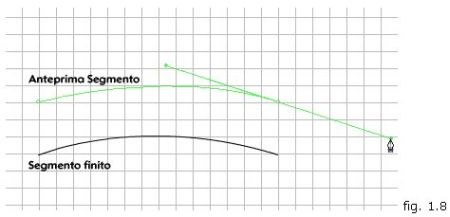 Anteprima Segmento
Segmento finito
fig. 1.8